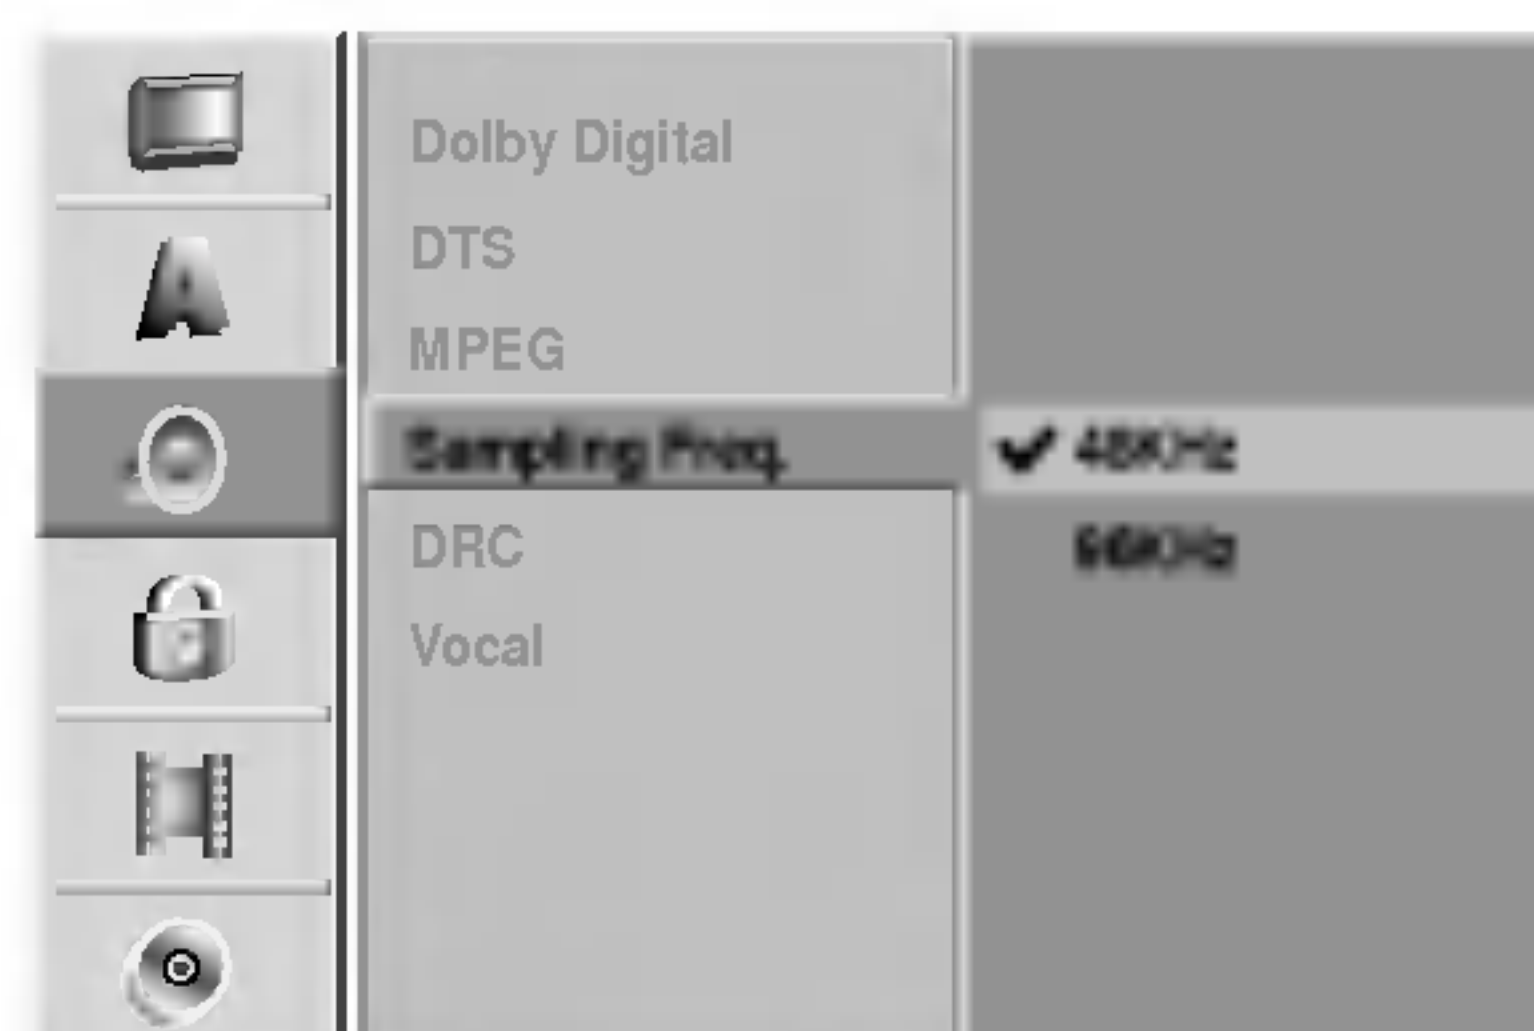 Dolby Digital
DTS
MPEG
Sampling Freq.
48KHz
96KHz
DRC
Vocal